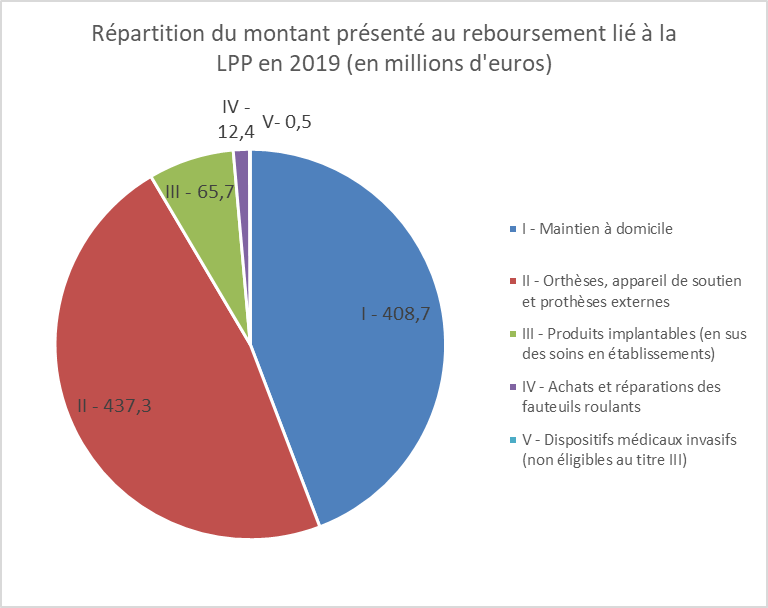 Répartition du montant présenté au reboursement lié à la
LPP en 2019 (en millions d'euros)
IV -
12,4
V- 0,5
III - 65,7
I - 408,7
II - 437,3
I - Maintien à domicile
II - Orthèses, appareil de soutien
et prothèses externes
III - Produits implantables (en sus
des soins en établissements)
IV - Achats et réparations des
fauteuils roulants
V - Dispositifs médicaux invasifs
(non éligibles au titre III)